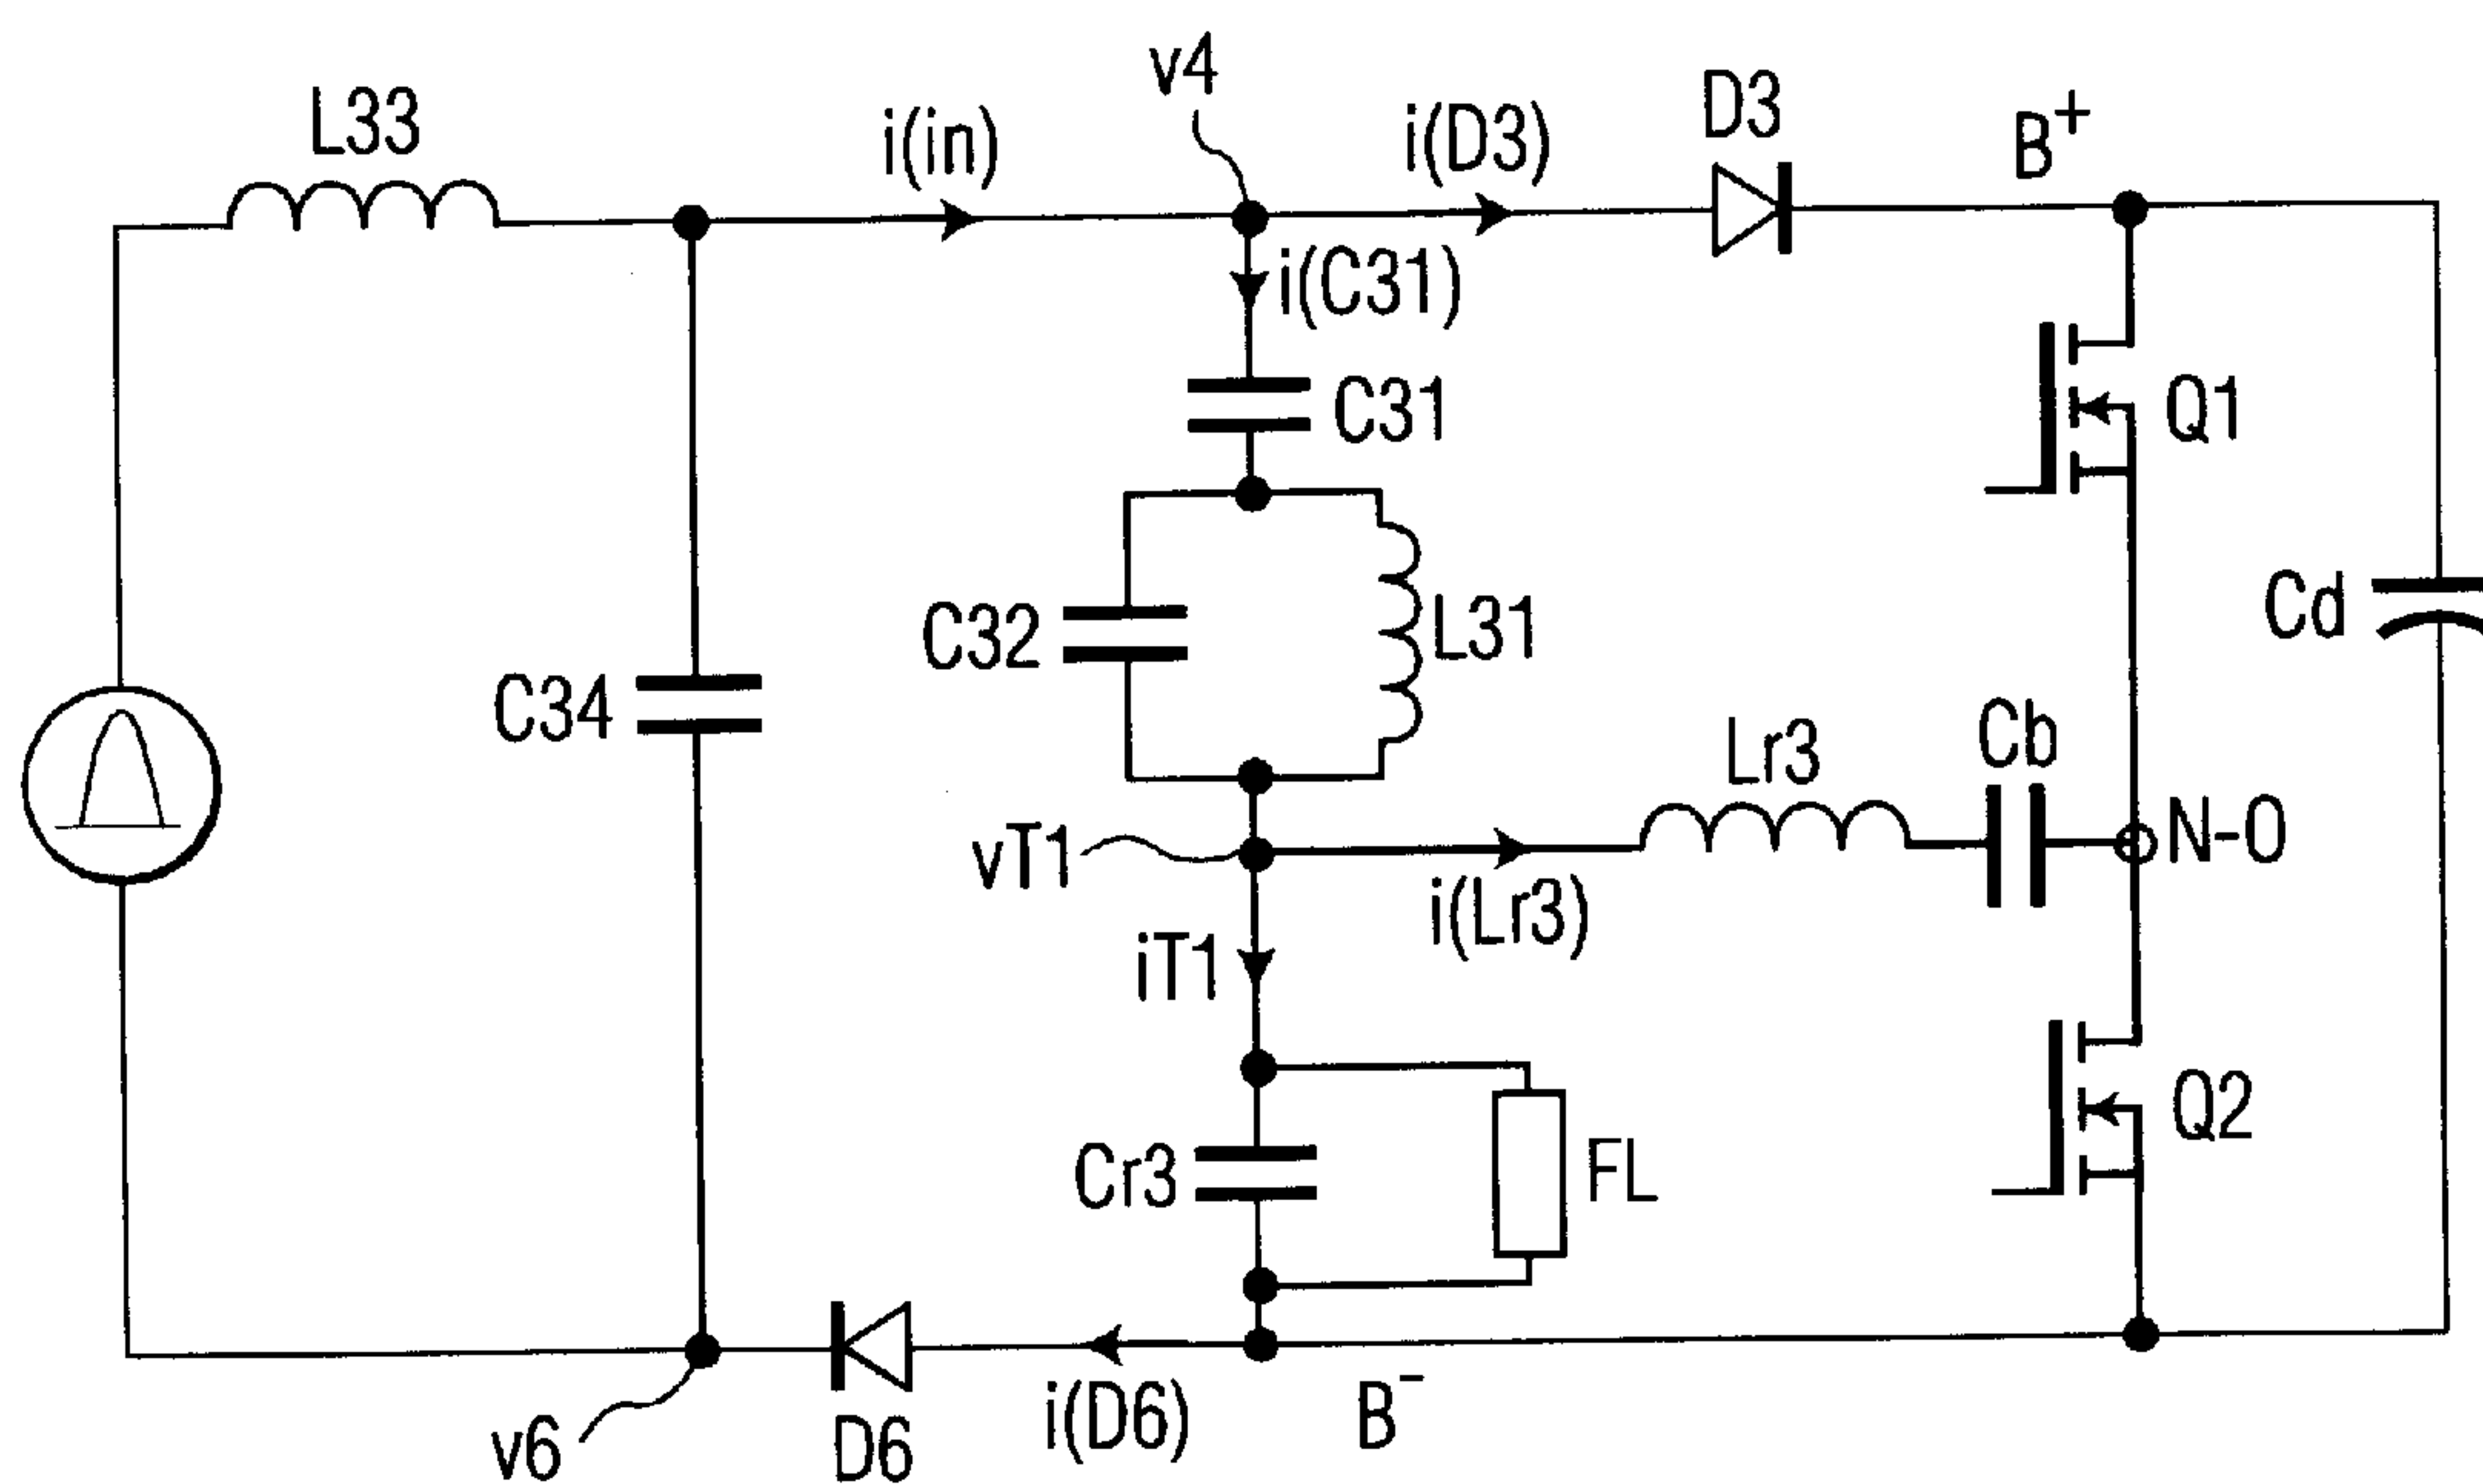 v4
L33
i(in)
i(D3)
D3
B+
i(C31)
C31
Q1
C32
L31
Cd
C34
Lr3
Cb
vT1
N-O
i(Lr3)
iT1
Cr3
FL
Q2
v6
D6
i(D6)
B-